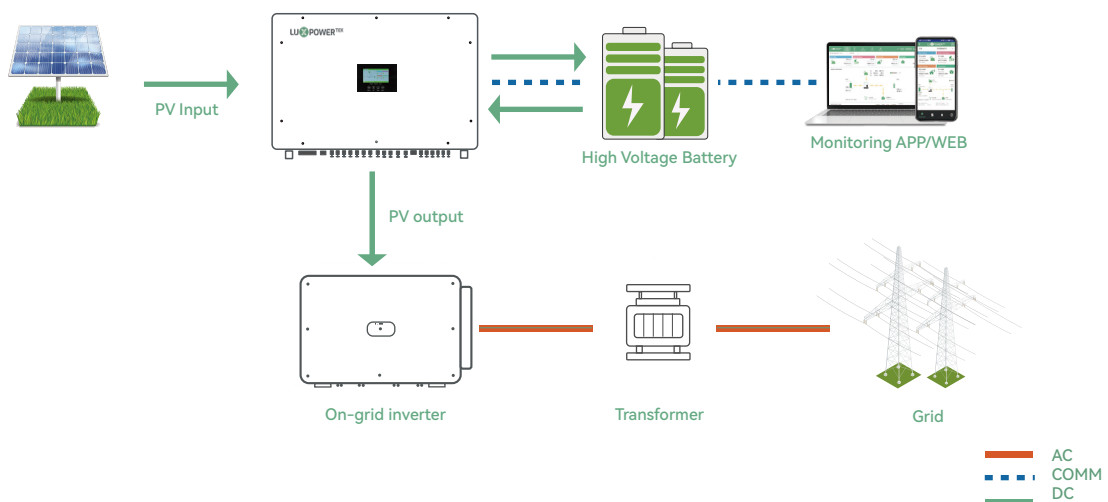 LUXPOWERTEK
PV Input
High Voltage Battery
Monitoring APP/WEB
PV output
On-grid inverter
Transformer
Grid
AC
COMM
DC